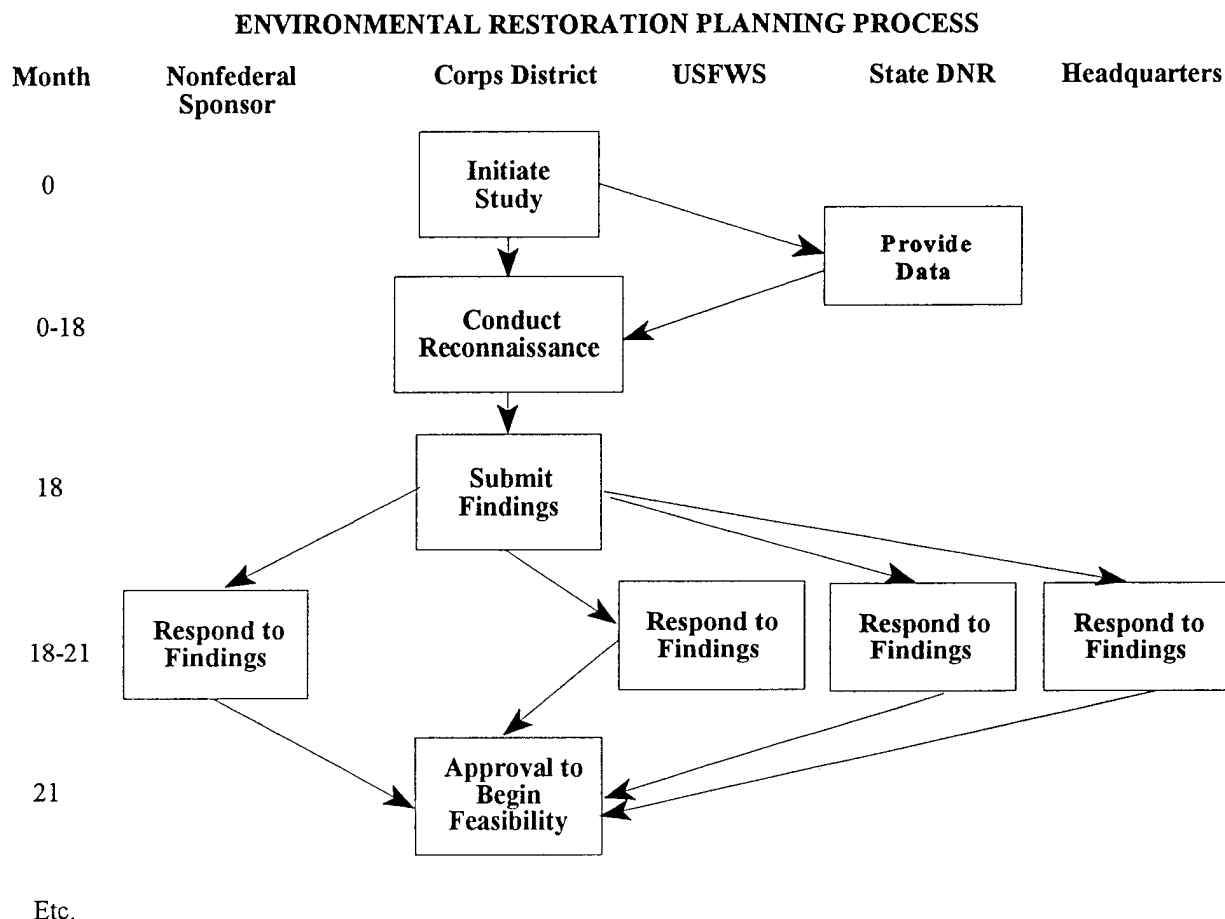 ENVIRONMENTAL RESTORATION PLANNING PROCESS
Month
Nonfederal
Sponsor
Corps District
USFWS
State DNR
Headquarters
0
Initiate
Study
Provide
Data
0-18
Conduct
Reconnaissance
18
Submit
Findings
18-21
Respond to
Findings
Respond to
Findings
Respond to
Findings
Respond to
Findings
21
Approval to
Begin
Feasibility
Etc.